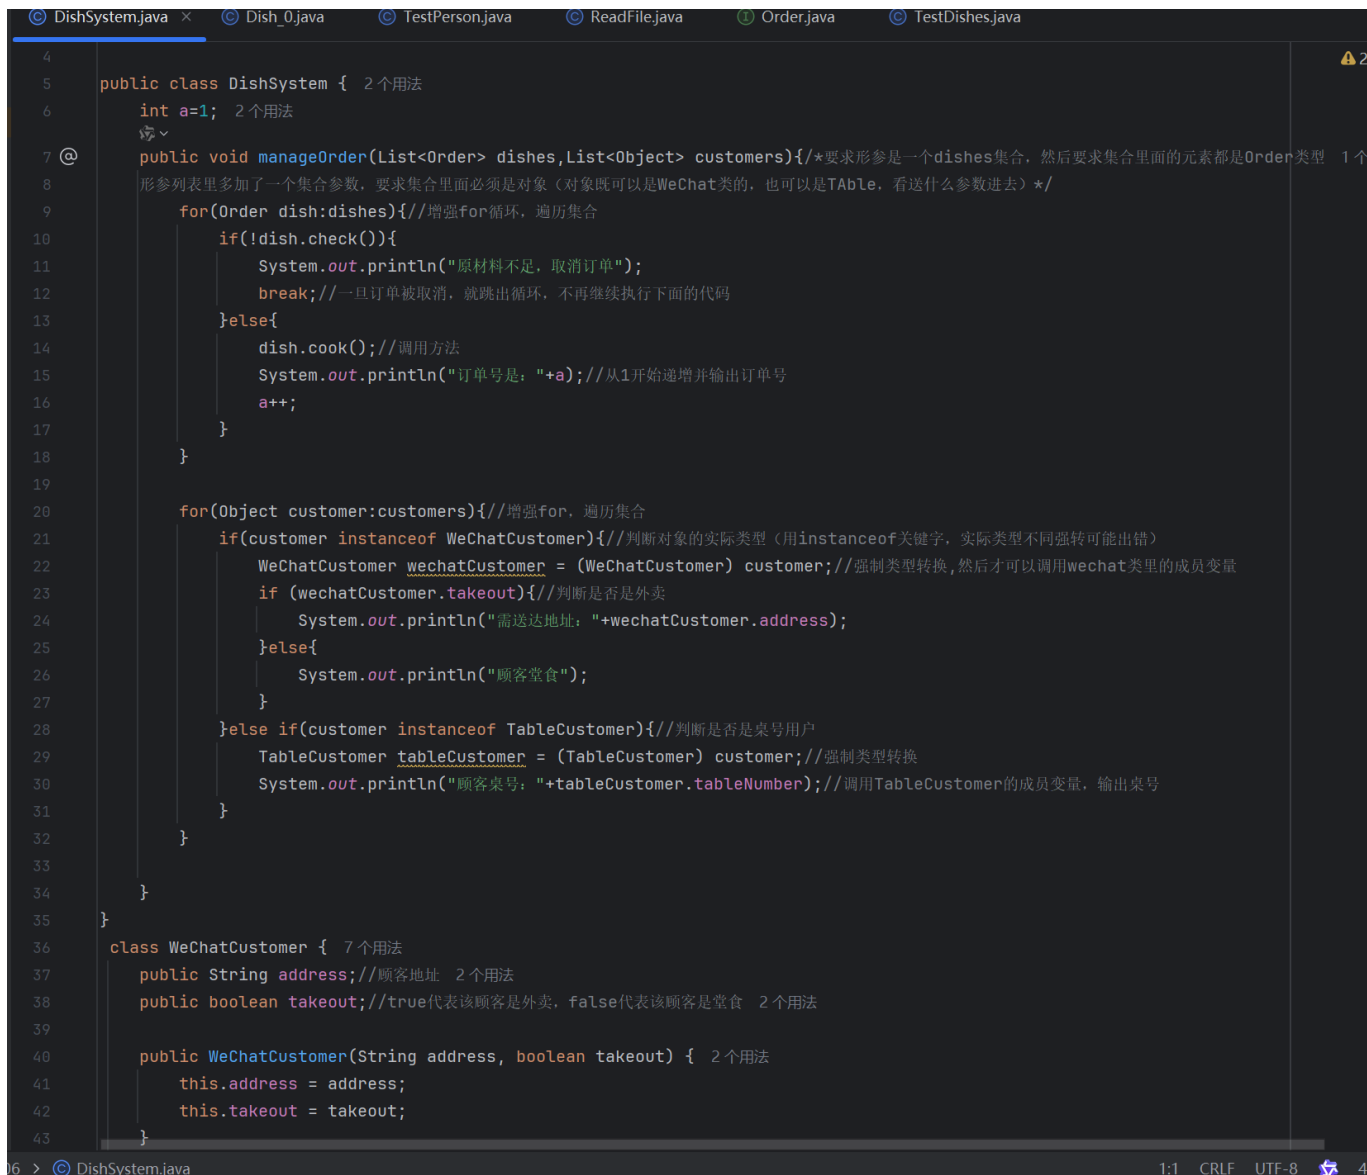 DishSystem.java × Dish_0.java TestPerson.java ReadFile.java Order.java TestDishes.java
4
5 public class DishSystem { 2个用法
6 int a=1; 2个用法
7 @ public void manageOrder(List<Order> dishes,List<Object> customers){/*要求形参是一个dishes集合，然后要求集合里面的元素都是Order类型 1个
8 形参列表里多加了一个集合参数，要求集合里面必须是对象（对象既可以是WeChat类的，也可以是TAble，看送什么参数进去）*/
9 for(Order dish:dishes){//增强for循环，遍历集合
10 if(!dish.check()){
11 System.out.println("原材料不足，取消订单");
12 break;//一旦订单被取消，就跳出循环，不再继续执行下面的代码
13 }else{
14 dish.cook();//调用方法
15 System.out.println("订单号是："+a);//从1开始递增并输出订单号
16 a++;
17 }
18 }
19
20 for(Object customer:customers){//增强for，遍历集合
21 if(customer instanceof WeChatCustomer){//判断对象的实际类型（用instanceof关键字，实际类型不同强转可能出错）
22 WeChatCustomer wechatCustomer = (WeChatCustomer) customer;//强制类型转换,然后才可以调用wechat类里的成员变量
23 if (wechatCustomer.takeout){//判断是否是外卖
24 System.out.println("需送达地址："+wechatCustomer.address);
25 }else{
26 System.out.println("顾客堂食");
27 }
28 }else if(customer instanceof TableCustomer){//判断是否是桌号用户
29 TableCustomer tableCustomer = (TableCustomer) customer;//强制类型转换
30 System.out.println("顾客桌号："+tableCustomer.tableNumber);//调用TableCustomer的成员变量，输出桌号
31 }
32 }
33
34 }
35 }
36 class WeChatCustomer { 7个用法
37 public String address;//顾客地址 2个用法
38 public boolean takeout;//true代表该顾客是外卖，false代表该顾客是堂食 2个用法
39
40 public WeChatCustomer(String address, boolean takeout) { 2个用法
41 this.address = address;
42 this.takeout = takeout;
43 }
06 > DishSystem.java 1:1 CRLF UTF-8 4